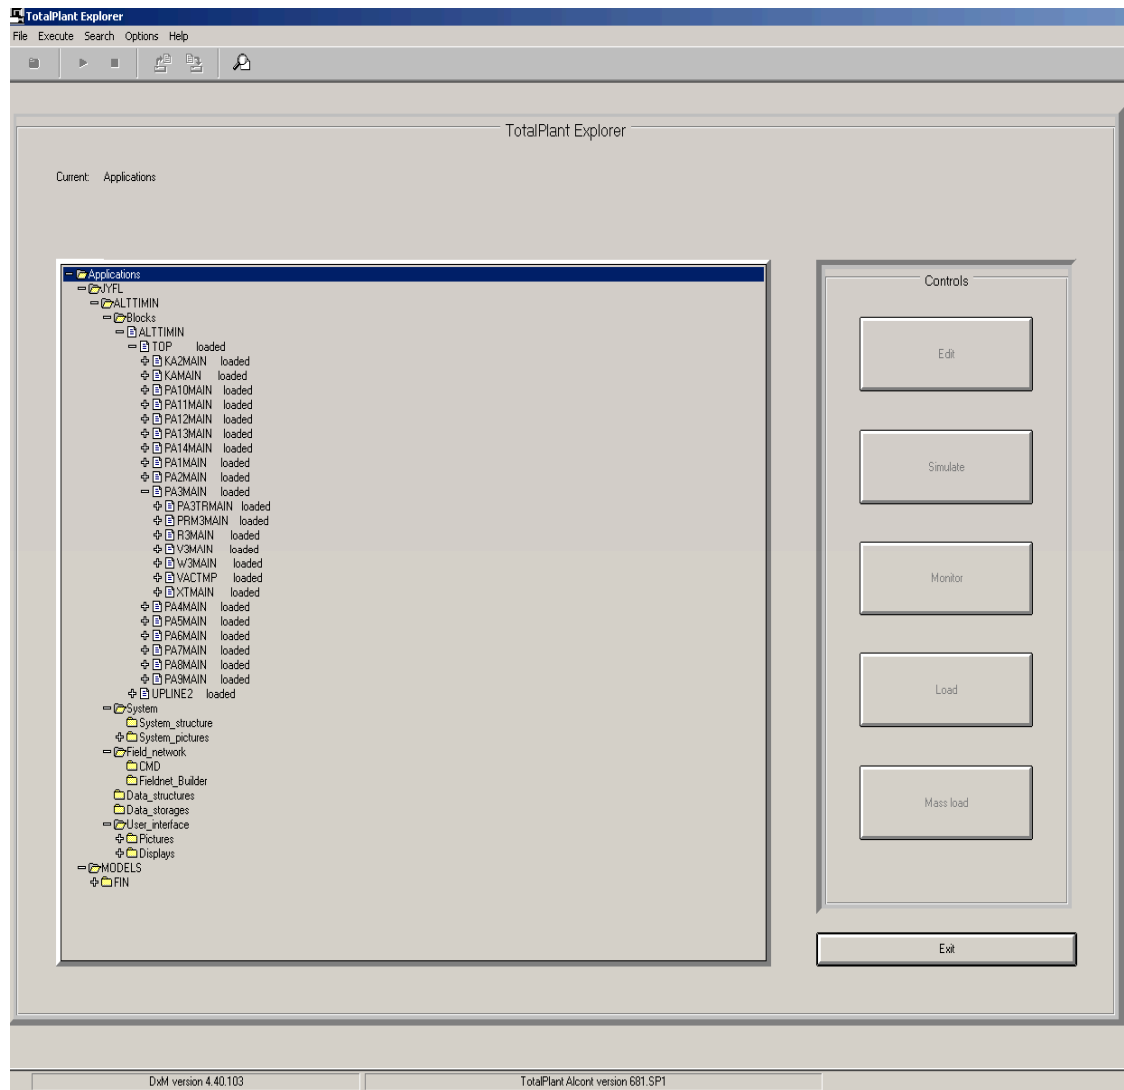 TotalPlant Explorer
File Execute Search Options Help
TotalPlant Explorer
Current: Applications
Applications
JYFL
ALTTIMIN
Blocks
ALTTIMIN
TOP loaded
KA2MAIN loaded
KAMAIN loaded
PA10MAIN loaded
PA11MAIN loaded
PA12MAIN loaded
PA13MAIN loaded
PA14MAIN loaded
PA1MAIN loaded
PA2MAIN loaded
PA3MAIN loaded
PA3TRMAIN loaded
PRM3MAIN loaded
R3MAIN loaded
V3MAIN loaded
W3MAIN loaded
VACTMP loaded
XTMAIN loaded
PA4MAIN loaded
PA5MAIN loaded
PA6MAIN loaded
PA7MAIN loaded
PA8MAIN loaded
PA9MAIN loaded
UPLINE2 loaded
System
System_structure
System_pictures
Field_network
CMD
Fieldnet_Builder
Data_structures
Data_storages
User_interface
Pictures
Displays
MODELS
FIN
Controls
Edit
Simulate
Monitor
Load
Mass load
Exit
DxM version 4.40.103
TotalPlant Alcont version 681.SP1